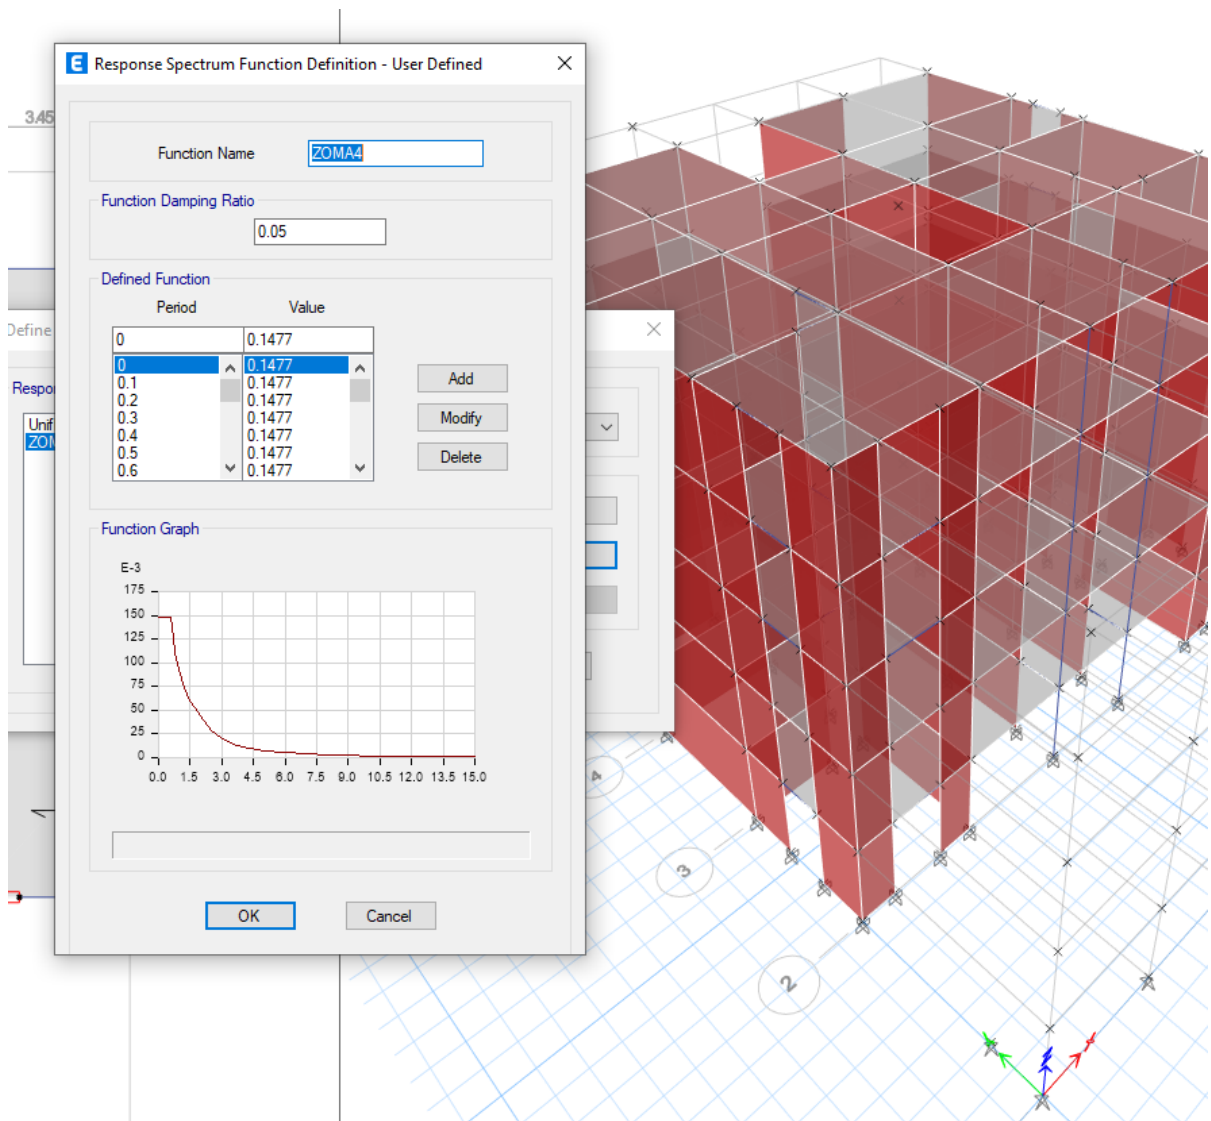 Response Spectrum Function Definition - User Defined
3.45
Function Name
ZOMA4
Function Damping Ratio
0.05
Defined Function
Period Value
0 0.1477
0 0.1477
0.1 0.1477
0.2 0.1477
0.3 0.1477
0.4 0.1477
0.5 0.1477
0.6 0.1477
Add
Modify
Delete
Define
Respo
Unif
ZOM
Function Graph
E-3
175
150
125
100
75
50
25
0
0.0 1.5 3.0 4.5 6.0 7.5 9.0 10.5 12.0 13.5 15.0
OK Cancel
4
3
2